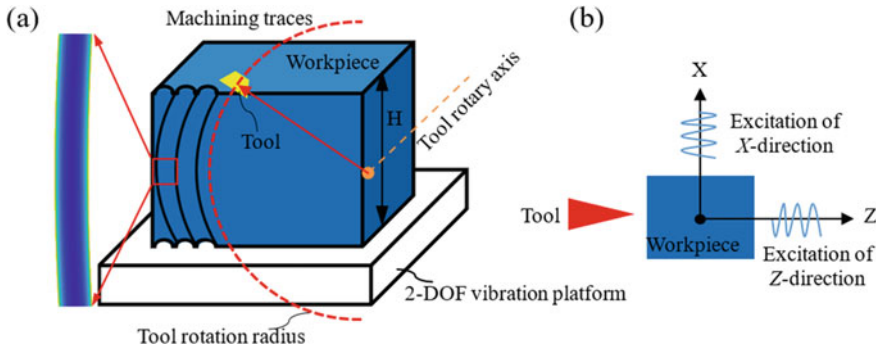 (a)
Machining traces
Workpiece
Tool
H
Tool rotary axis
2-DOF vibration platform
Tool rotation radius
(b)
X
Excitation of
X-direction
Tool
Workpiece
Z
Excitation of
Z-direction